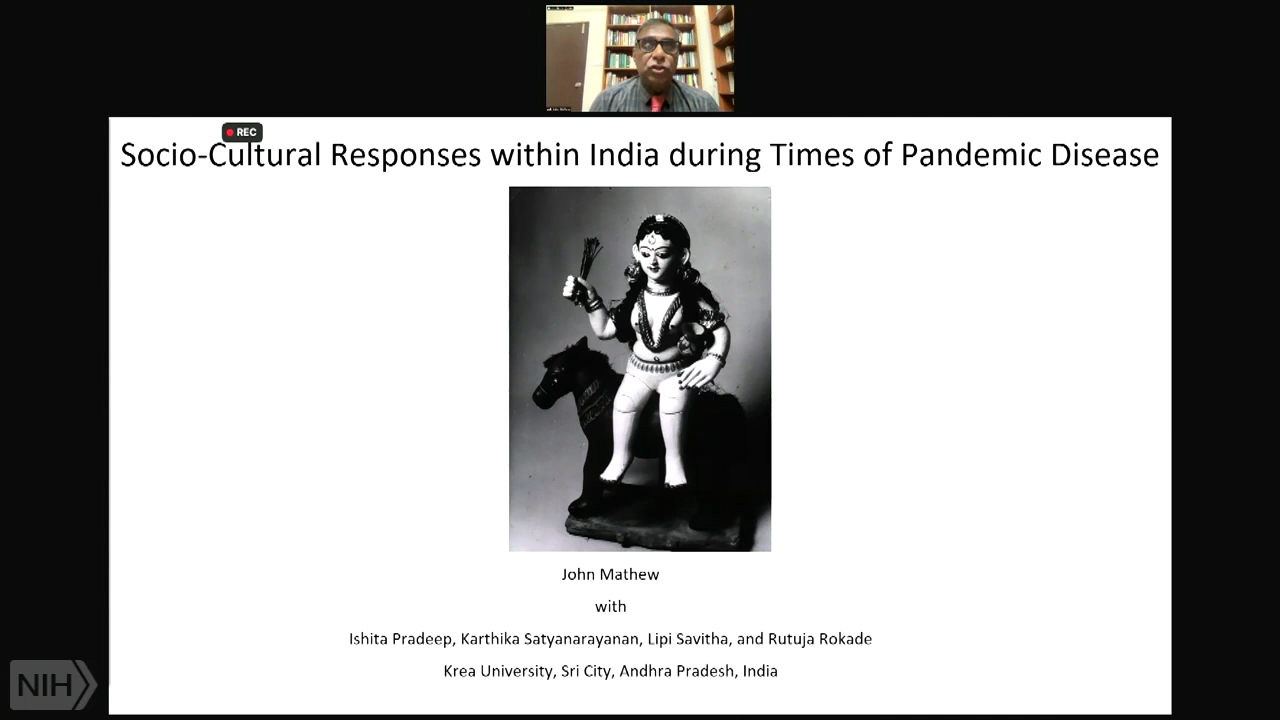 REC
Socio-Cultural Responses within India during Times of Pandemic Disease
John Mathew
with
Ishita Pradeep, Karthika Satyanarayanan, Lipi Savitha, and Rutuja Rokade
Krea University, Sri City, Andhra Pradesh, India
NIH